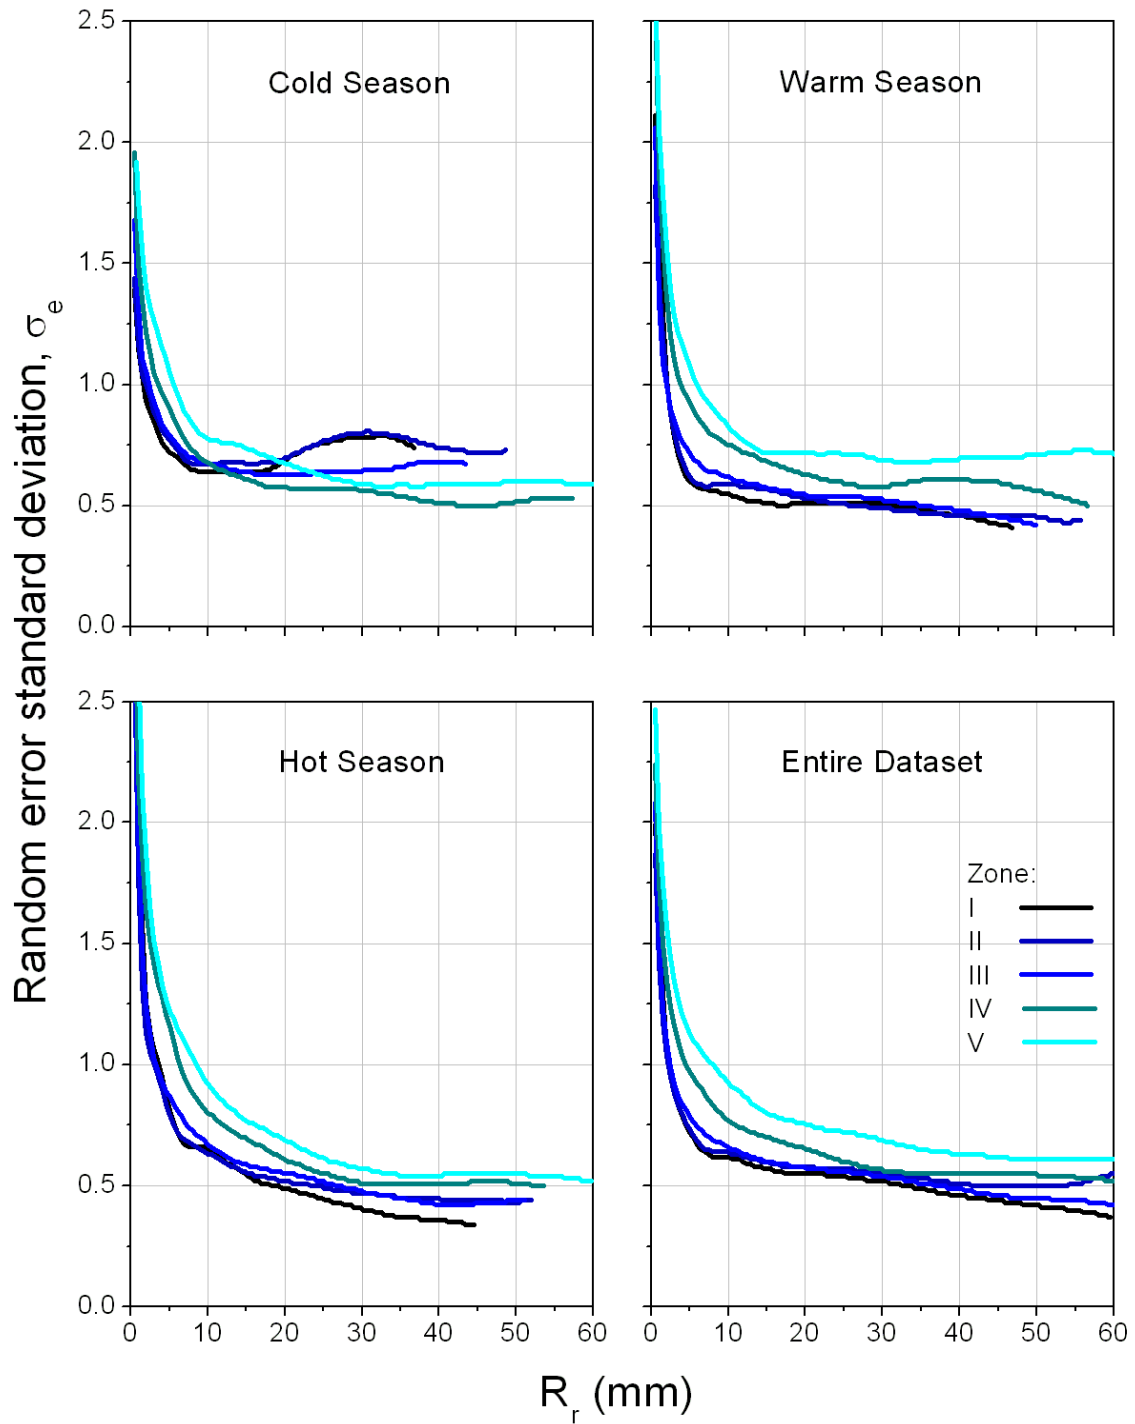 Random error standard deviation, σe
2.5
2.0
1.5
1.0
0.5
0.0
Cold Season
Warm Season
2.5
2.0
1.5
1.0
0.5
0.0
Hot Season
Entire Dataset
Zone:
I
II
III
IV
V
0 10 20 30 40 50 60
0 10 20 30 40 50 60
Rr (mm)